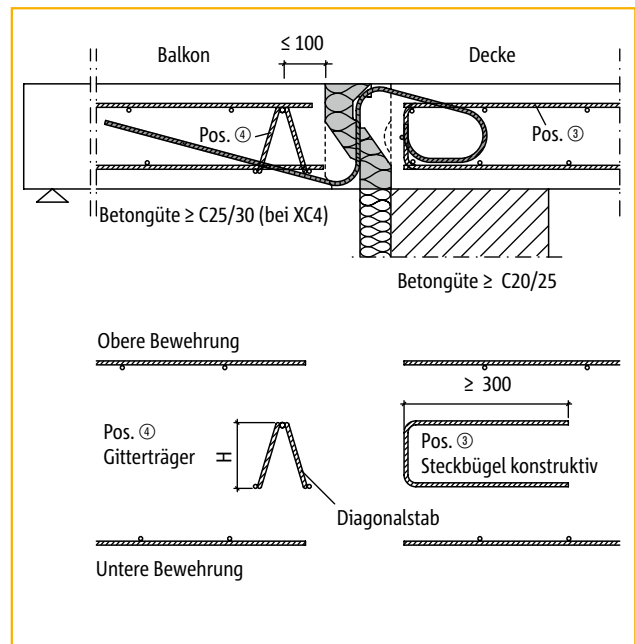 ≤ 100
Balkon
Decke
Pos. ④
Pos. ③
Betongüte ≥ C25/30 (bei XC4)
Betongüte ≥ C20/25
Obere Bewehrung
≥ 300
Pos. ④
Gitterträger
H
Pos. ③
Steckbügel konstruktiv
Diagonalstab
Untere Bewehrung